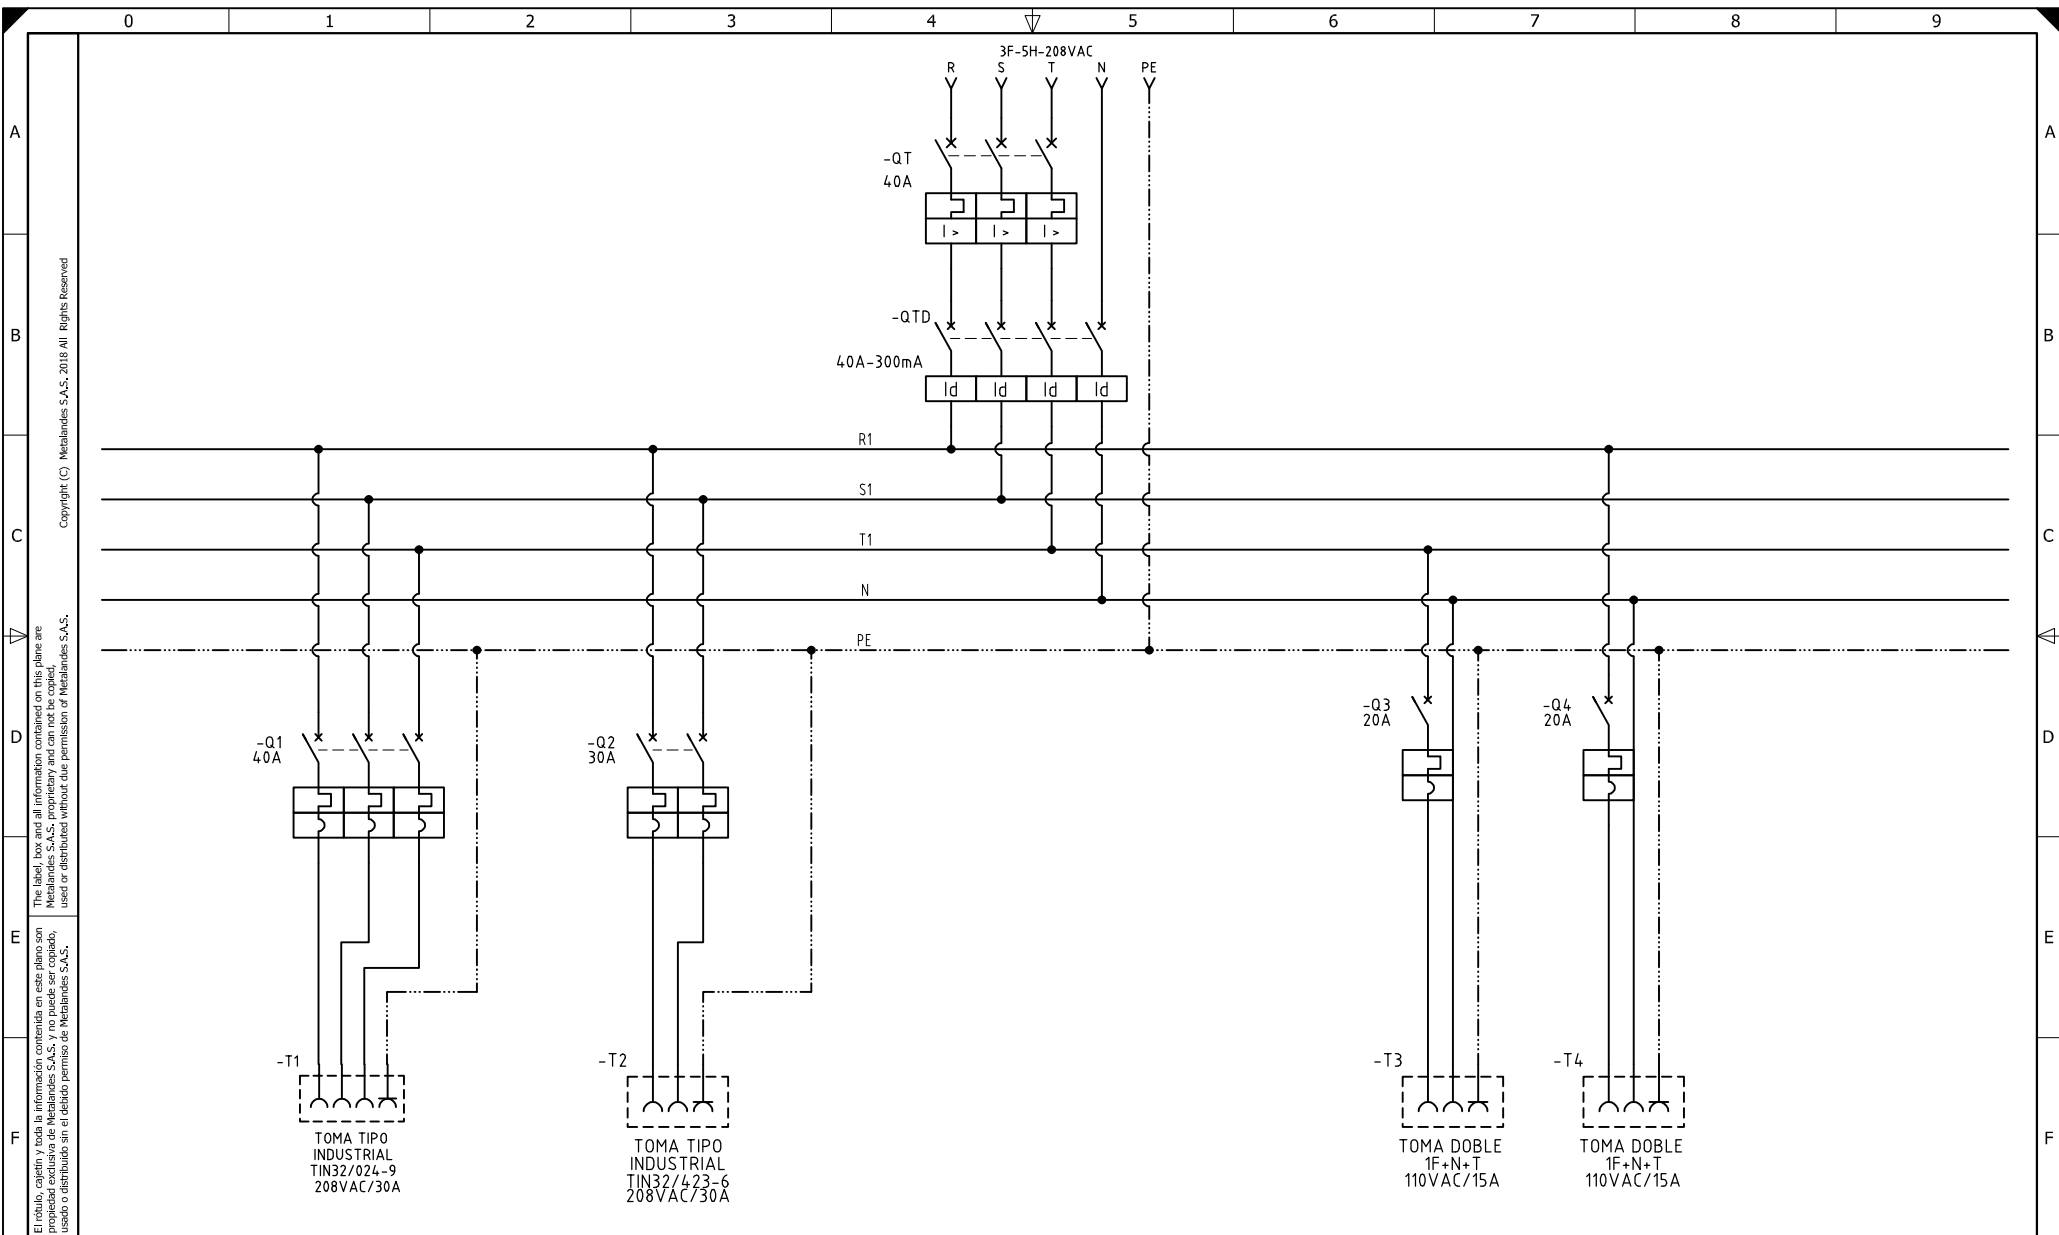 0 1 2 3 4 5 6 7 8 9
3F-5H-208VAC
R S T N PE
A A
-QT
40A
I> I> I>
B B
-QTD
40A-300mA
Id Id Id Id
R1
S1
C C
T1
N
PE
D D
-Q1
40A
-Q2
30A
-Q3
20A
-Q4
20A
E E
-T1
-T2
-T3
-T4
F F
TOMA TIPO
INDUSTRIAL
TIN32/024-9
208VAC/30A
TOMA TIPO
INDUSTRIAL
TIN32/423-6
208VAC/30A
TOMA DOBLE
1F+N+T
110VAC/15A
TOMA DOBLE
1F+N+T
110VAC/15A
The label, box and all information contained on this plane are
Metalandes S.A.S. proprietary and can not be copied,
used or distributed without due permission of Metalandes S.A.S.
Copyright (C) Metalandes S.A.S. 2018 All Rights Reserved
El rótulo, cajetín y toda la información contenida en este plano son
propiedad exclusiva de Metalandes S.A.S. y no puede ser copiado,
usado o distribuido sin el debido permiso de Metalandes S.A.S.